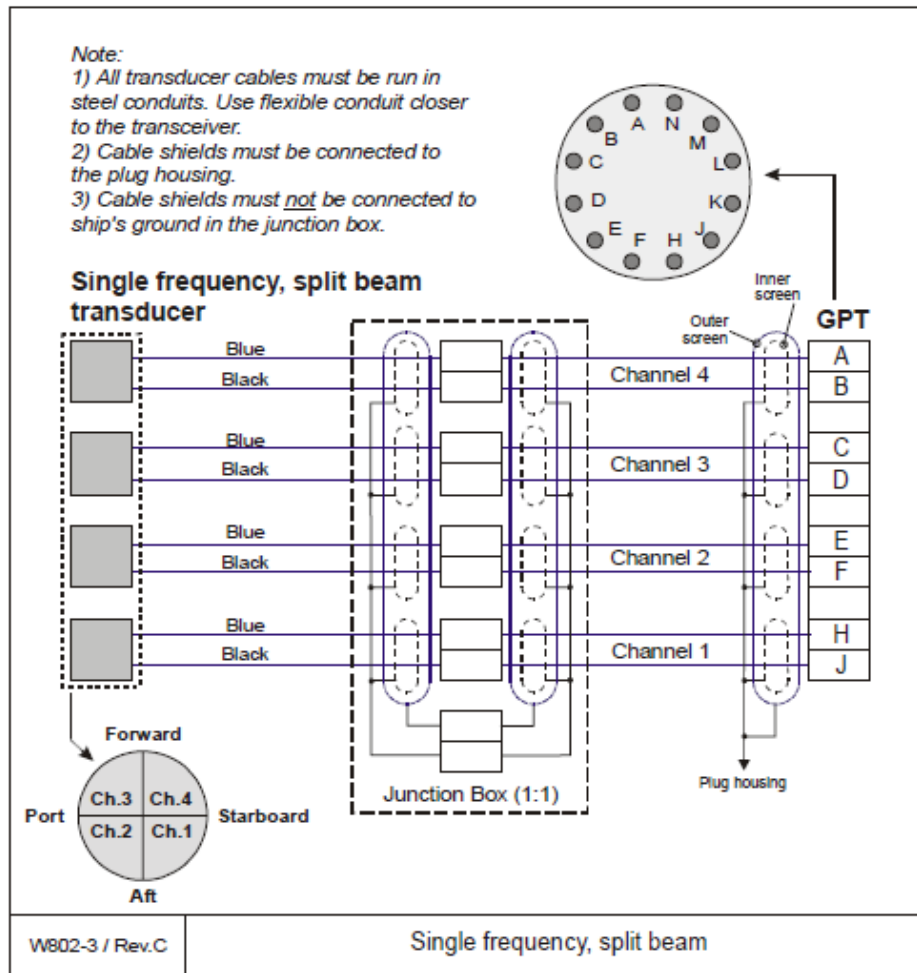 Note:
1) All transducer cables must be run in
steel conduits. Use flexible conduit closer
to the transceiver.
2) Cable shields must be connected to
the plug housing.
3) Cable shields must not be connected to
ship's ground in the junction box.
A
N
B
M
C
L
D
K
E
J
F
H
Single frequency, split beam
transducer
Inner
screen
Outer
screen
GPT
Blue
A
Black
Channel 4
B
Blue
C
Black
Channel 3
D
Blue
E
Black
Channel 2
F
Blue
H
Black
Channel 1
J
Forward
Port
Ch.3
Ch.4
Starboard
Ch.2
Ch.1
Aft
Junction Box (1:1)
Plug housing
W802-3 / Rev.C
Single frequency, split beam